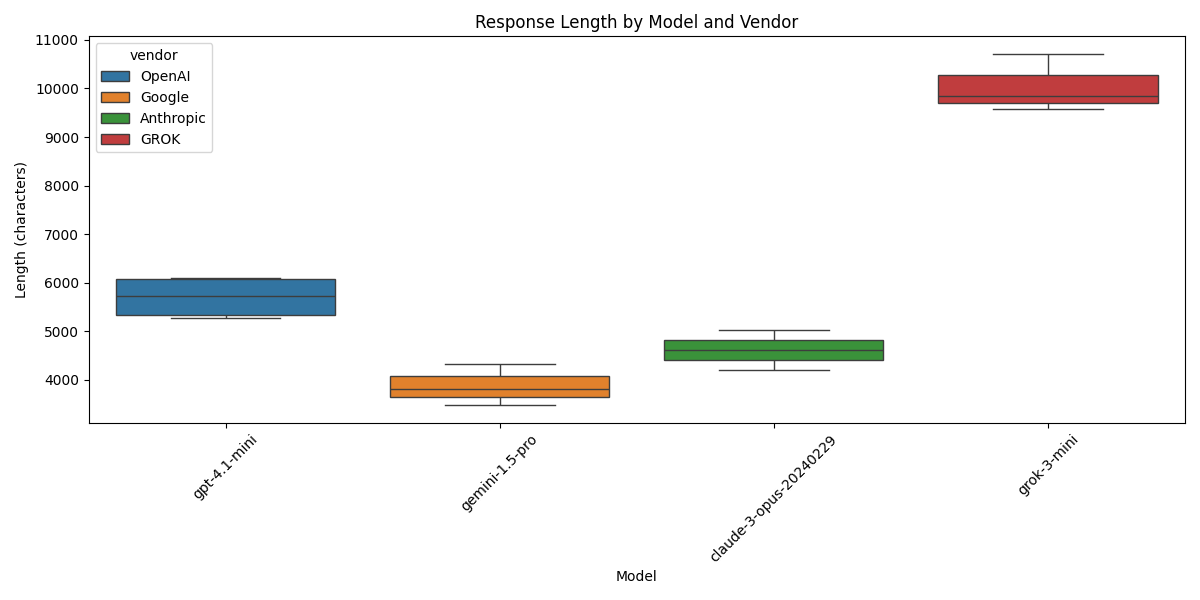 Response Length by Model and Vendor
vendor
OpenAI
Google
Anthropic
GROK
Length (characters)
11000
10000
9000
8000
7000
6000
5000
4000
gpt-4.1-mini
gemini-1.5-pro
claude-3-opus-20240229
grok-3-mini
Model